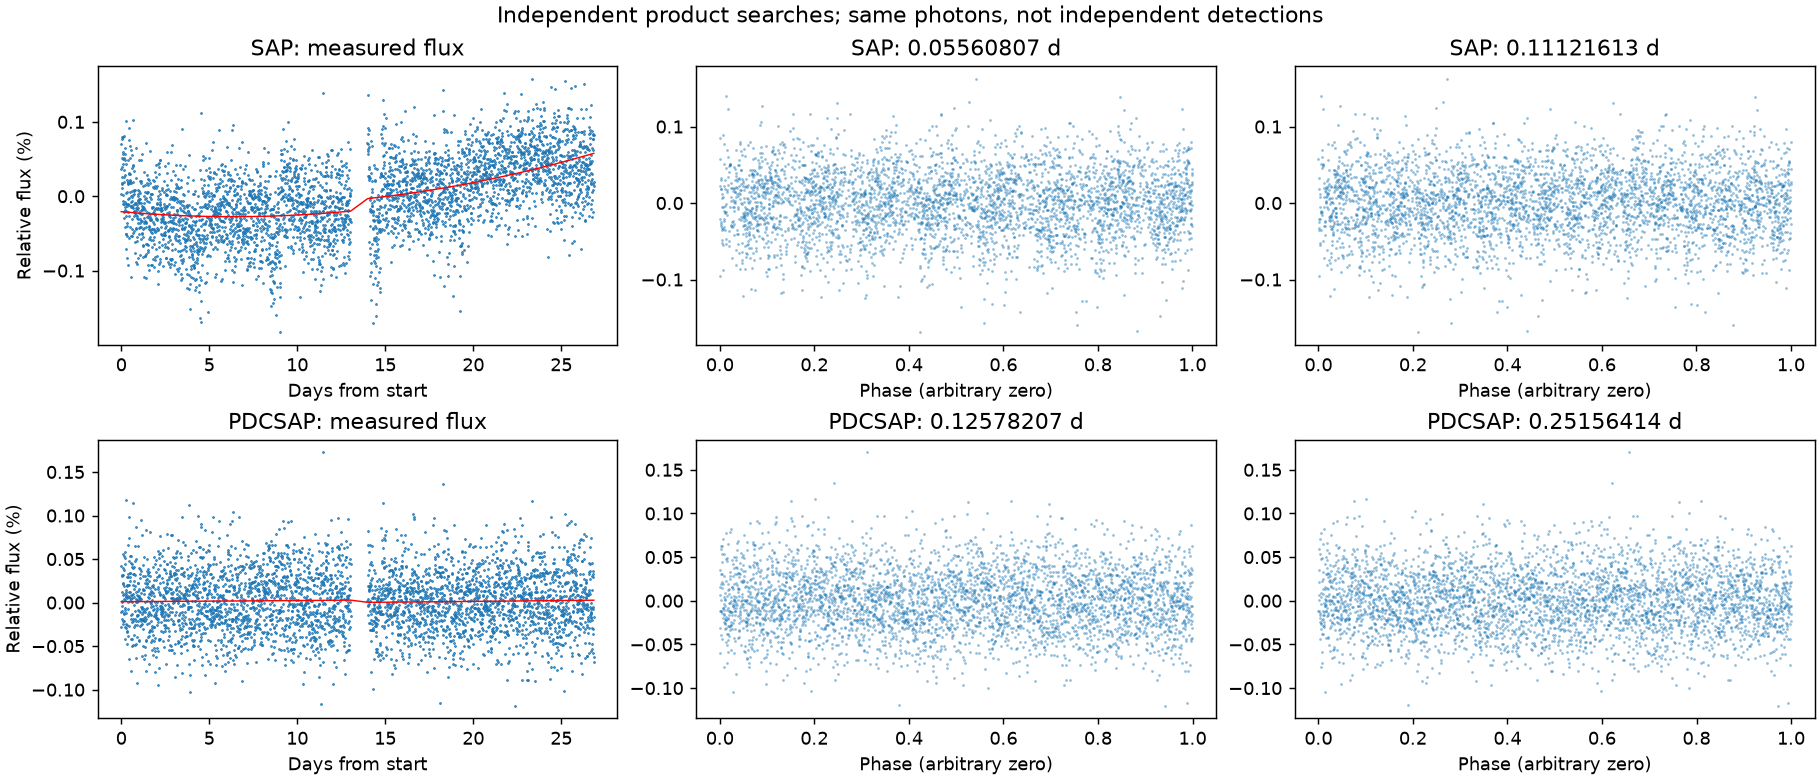 Independent product searches; same photons, not independent detections
SAP: measured flux
SAP: 0.05560807 d
SAP: 0.11121613 d
Relative flux (%)
0.1
0.0
−0.1
0.1
0.0
−0.1
0.1
0.0
−0.1
0 5 10 15 20 25
0.0 0.2 0.4 0.6 0.8 1.0
0.0 0.2 0.4 0.6 0.8 1.0
Days from start
Phase (arbitrary zero)
Phase (arbitrary zero)
PDCSAP: measured flux
PDCSAP: 0.12578207 d
PDCSAP: 0.25156414 d
Relative flux (%)
0.15
0.10
0.05
0.00
−0.05
−0.10
0.15
0.10
0.05
0.00
−0.05
−0.10
0.15
0.10
0.05
0.00
−0.05
−0.10
0 5 10 15 20 25
0.0 0.2 0.4 0.6 0.8 1.0
0.0 0.2 0.4 0.6 0.8 1.0
Days from start
Phase (arbitrary zero)
Phase (arbitrary zero)